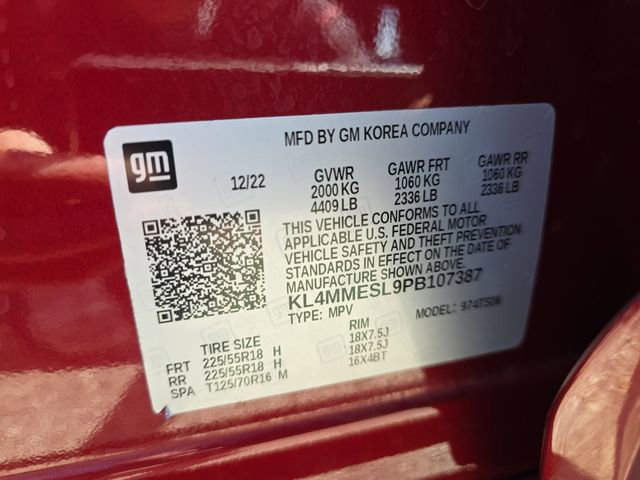 MFD BY GM KOREA COMPANY
gm
12/22
GVWR GAWR FRT GAWR RR
2000 KG 1060 KG 1060 KG
4409 LB 2336 LB 2336 LB
THIS VEHICLE CONFORMS TO ALL
APPLICABLE U.S. FEDERAL MOTOR
VEHICLE SAFETY AND THEFT PREVENTION
STANDARDS IN EFFECT ON THE DATE OF
MANUFACTURE SHOWN ABOVE.
KL4MMESL9PB107387
TYPE: MPV MODEL: 974TS06
TIRE SIZE RIM
FRT 225/55R18 H 18X7.5J
RR 225/55R18 H 18X7.5J
SPA T125/70R16 M 16X4BT